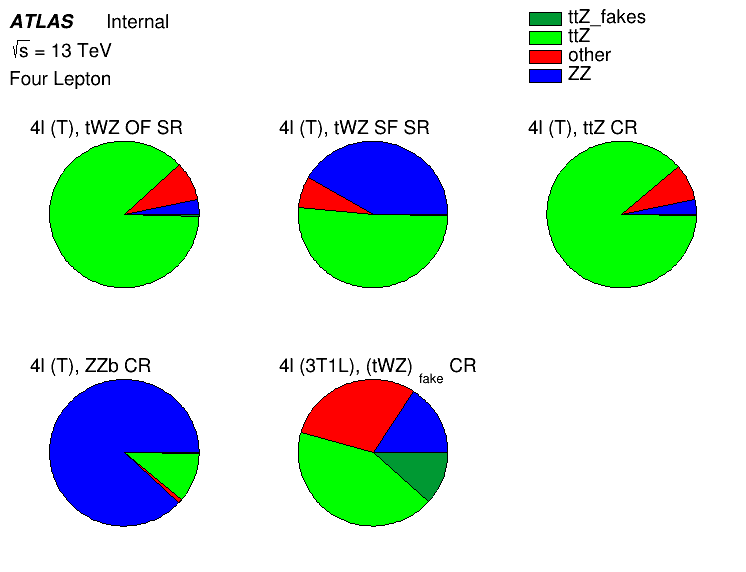 ATLAS Internal
√s = 13 TeV
Four Lepton
ttZ_fakes
ttZ
other
ZZ
4l (T), tWZ OF SR
4l (T), tWZ SF SR
4l (T), ttZ CR
4l (T), ZZb CR
4l (3T1L), (tWZ) fake CR